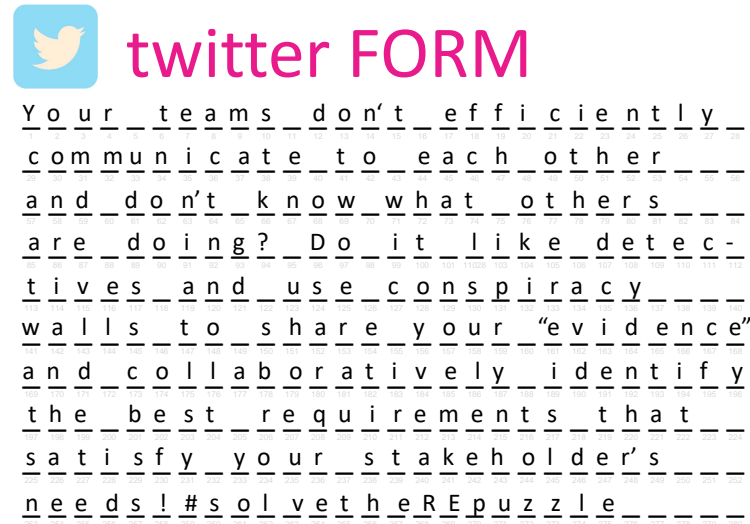 twitter FORM
Your teams don't efficiently
communicate to each other
and don't know what others
are doing? Do it like detec-
tives and use conspiracy
walls to share your “evidence”
and collaboratively identify
the best requirements that
satisfy your stakeholder's
needs! #solvetheREpuzzle